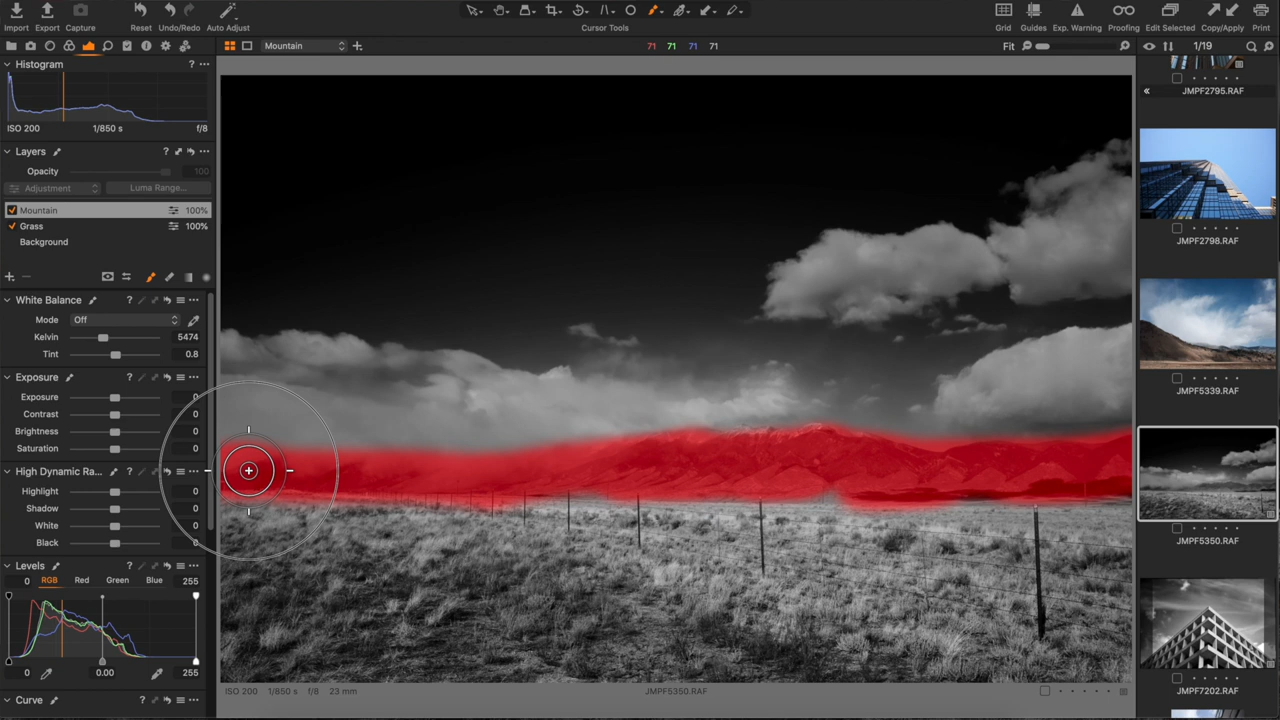 Import Export Capture Reset Undo/Redo Auto Adjust Cursor Tools Grid Guides Exp. Warning Proofing Edit Selected Copy/Apply Print
Mountain 71 71 71 71 Fit 1/19
Histogram ?
ISO 200 1/850 s f/8
Layers ?
Opacity 100
Adjustment Luma Range...
Mountain 100%
Grass 100%
Background
White Balance ?
Mode Off
Kelvin 5474
Tint 0.8
Exposure ?
Exposure 0
Contrast 0
Brightness 0
Saturation 0
High Dynamic Ra... ?
Highlight 0
Shadow 0
White 0
Black 0
Levels ?
0 RGB Red Green Blue 255
0 0.00 255
Curve ?
ISO 200 1/850 s f/8 23 mm JMPF5350.RAF
JMPF2795.RAF
JMPF2798.RAF
JMPF5339.RAF
JMPF5350.RAF
JMPF7202.RAF